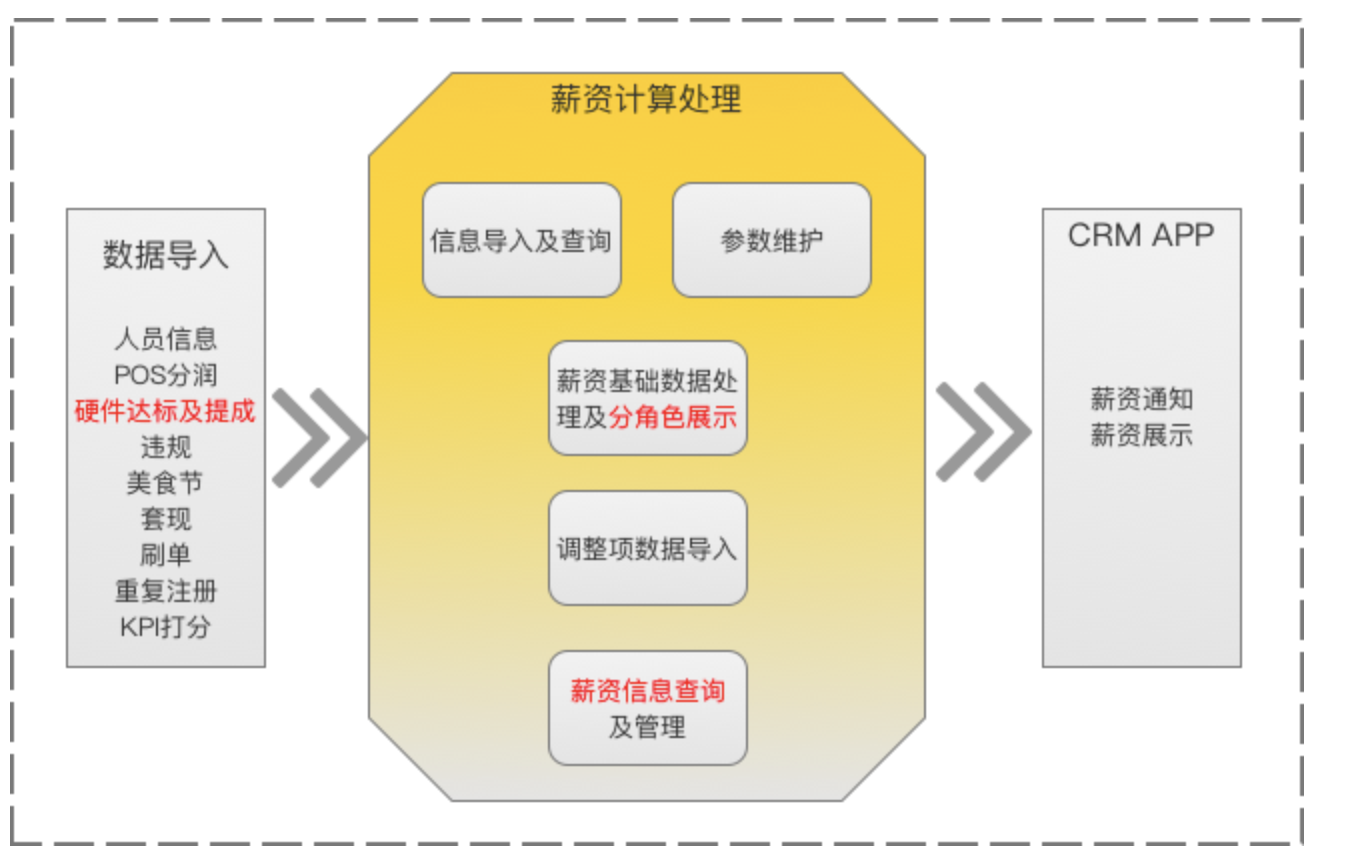 薪资计算处理
数据导入
人员信息
POS分润
硬件达标及提成
违规
美食节
套现
刷单
重复注册
KPI打分
信息导入及查询
参数维护
薪资基础数据处
理及分角色展示
调整项数据导入
薪资信息查询
及管理
CRM APP
薪资通知
薪资展示